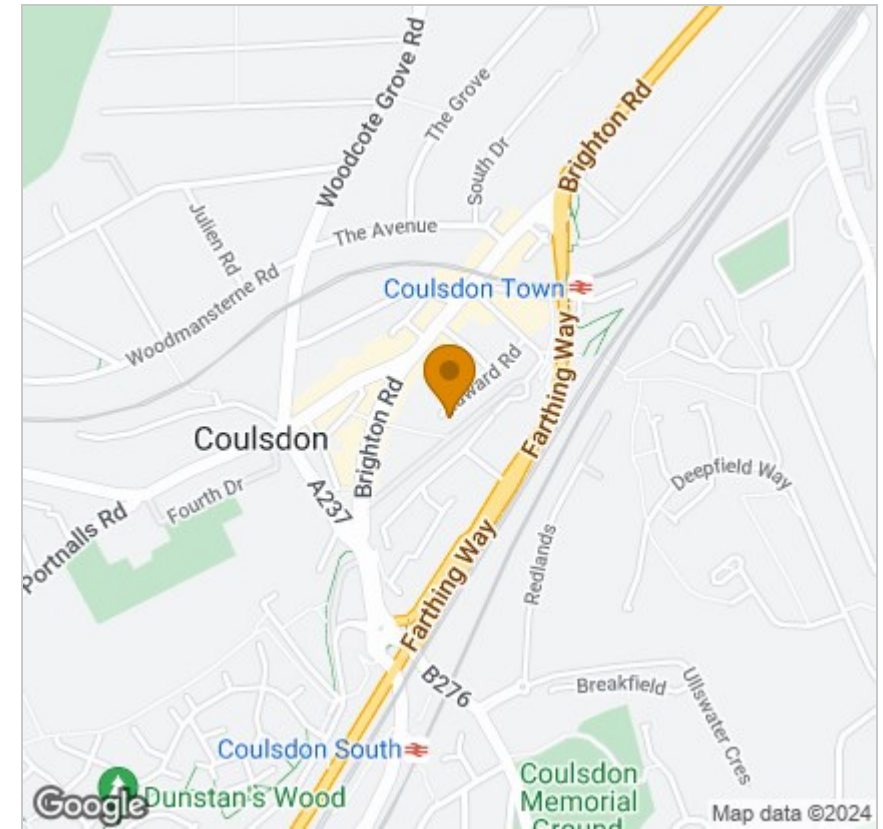 Woodcote Grove Rd
The Grove
South Dr
Brighton Rd
Julien Rd
The Avenue
Woodmansterne Rd
Coulsdon Town
Farthing Way
Brighton Rd
Coulsdon
Deepfield Way
Portnalls Rd
Fourth Dr
A237
Redlands
Farthing Way
B276
Breakfield
Ullswater Cres
Coulsdon South
Coulsdon
Memorial
Ground
Dunstan's Wood
Google
Map data ©2024